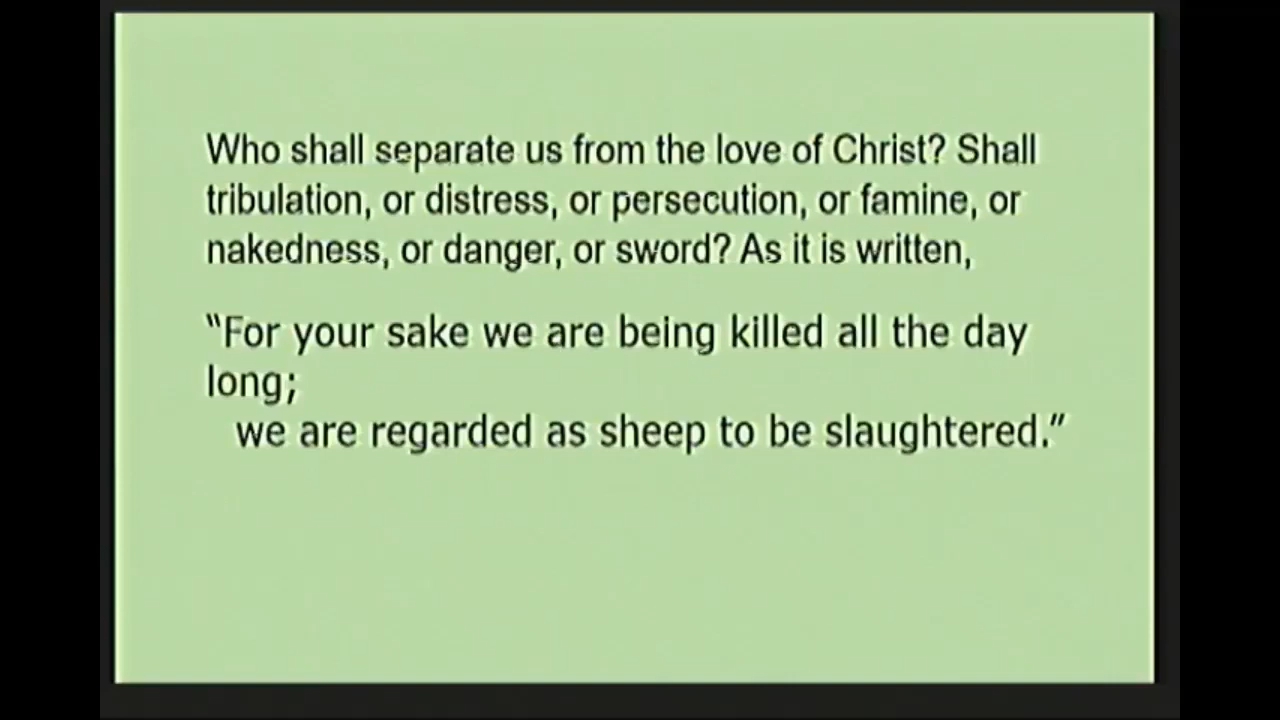 Who shall separate us from the love of Christ? Shall
tribulation, or distress, or persecution, or famine, or
nakedness, or danger, or sword? As it is written,
“For your sake we are being killed all the day
long;
we are regarded as sheep to be slaughtered.”